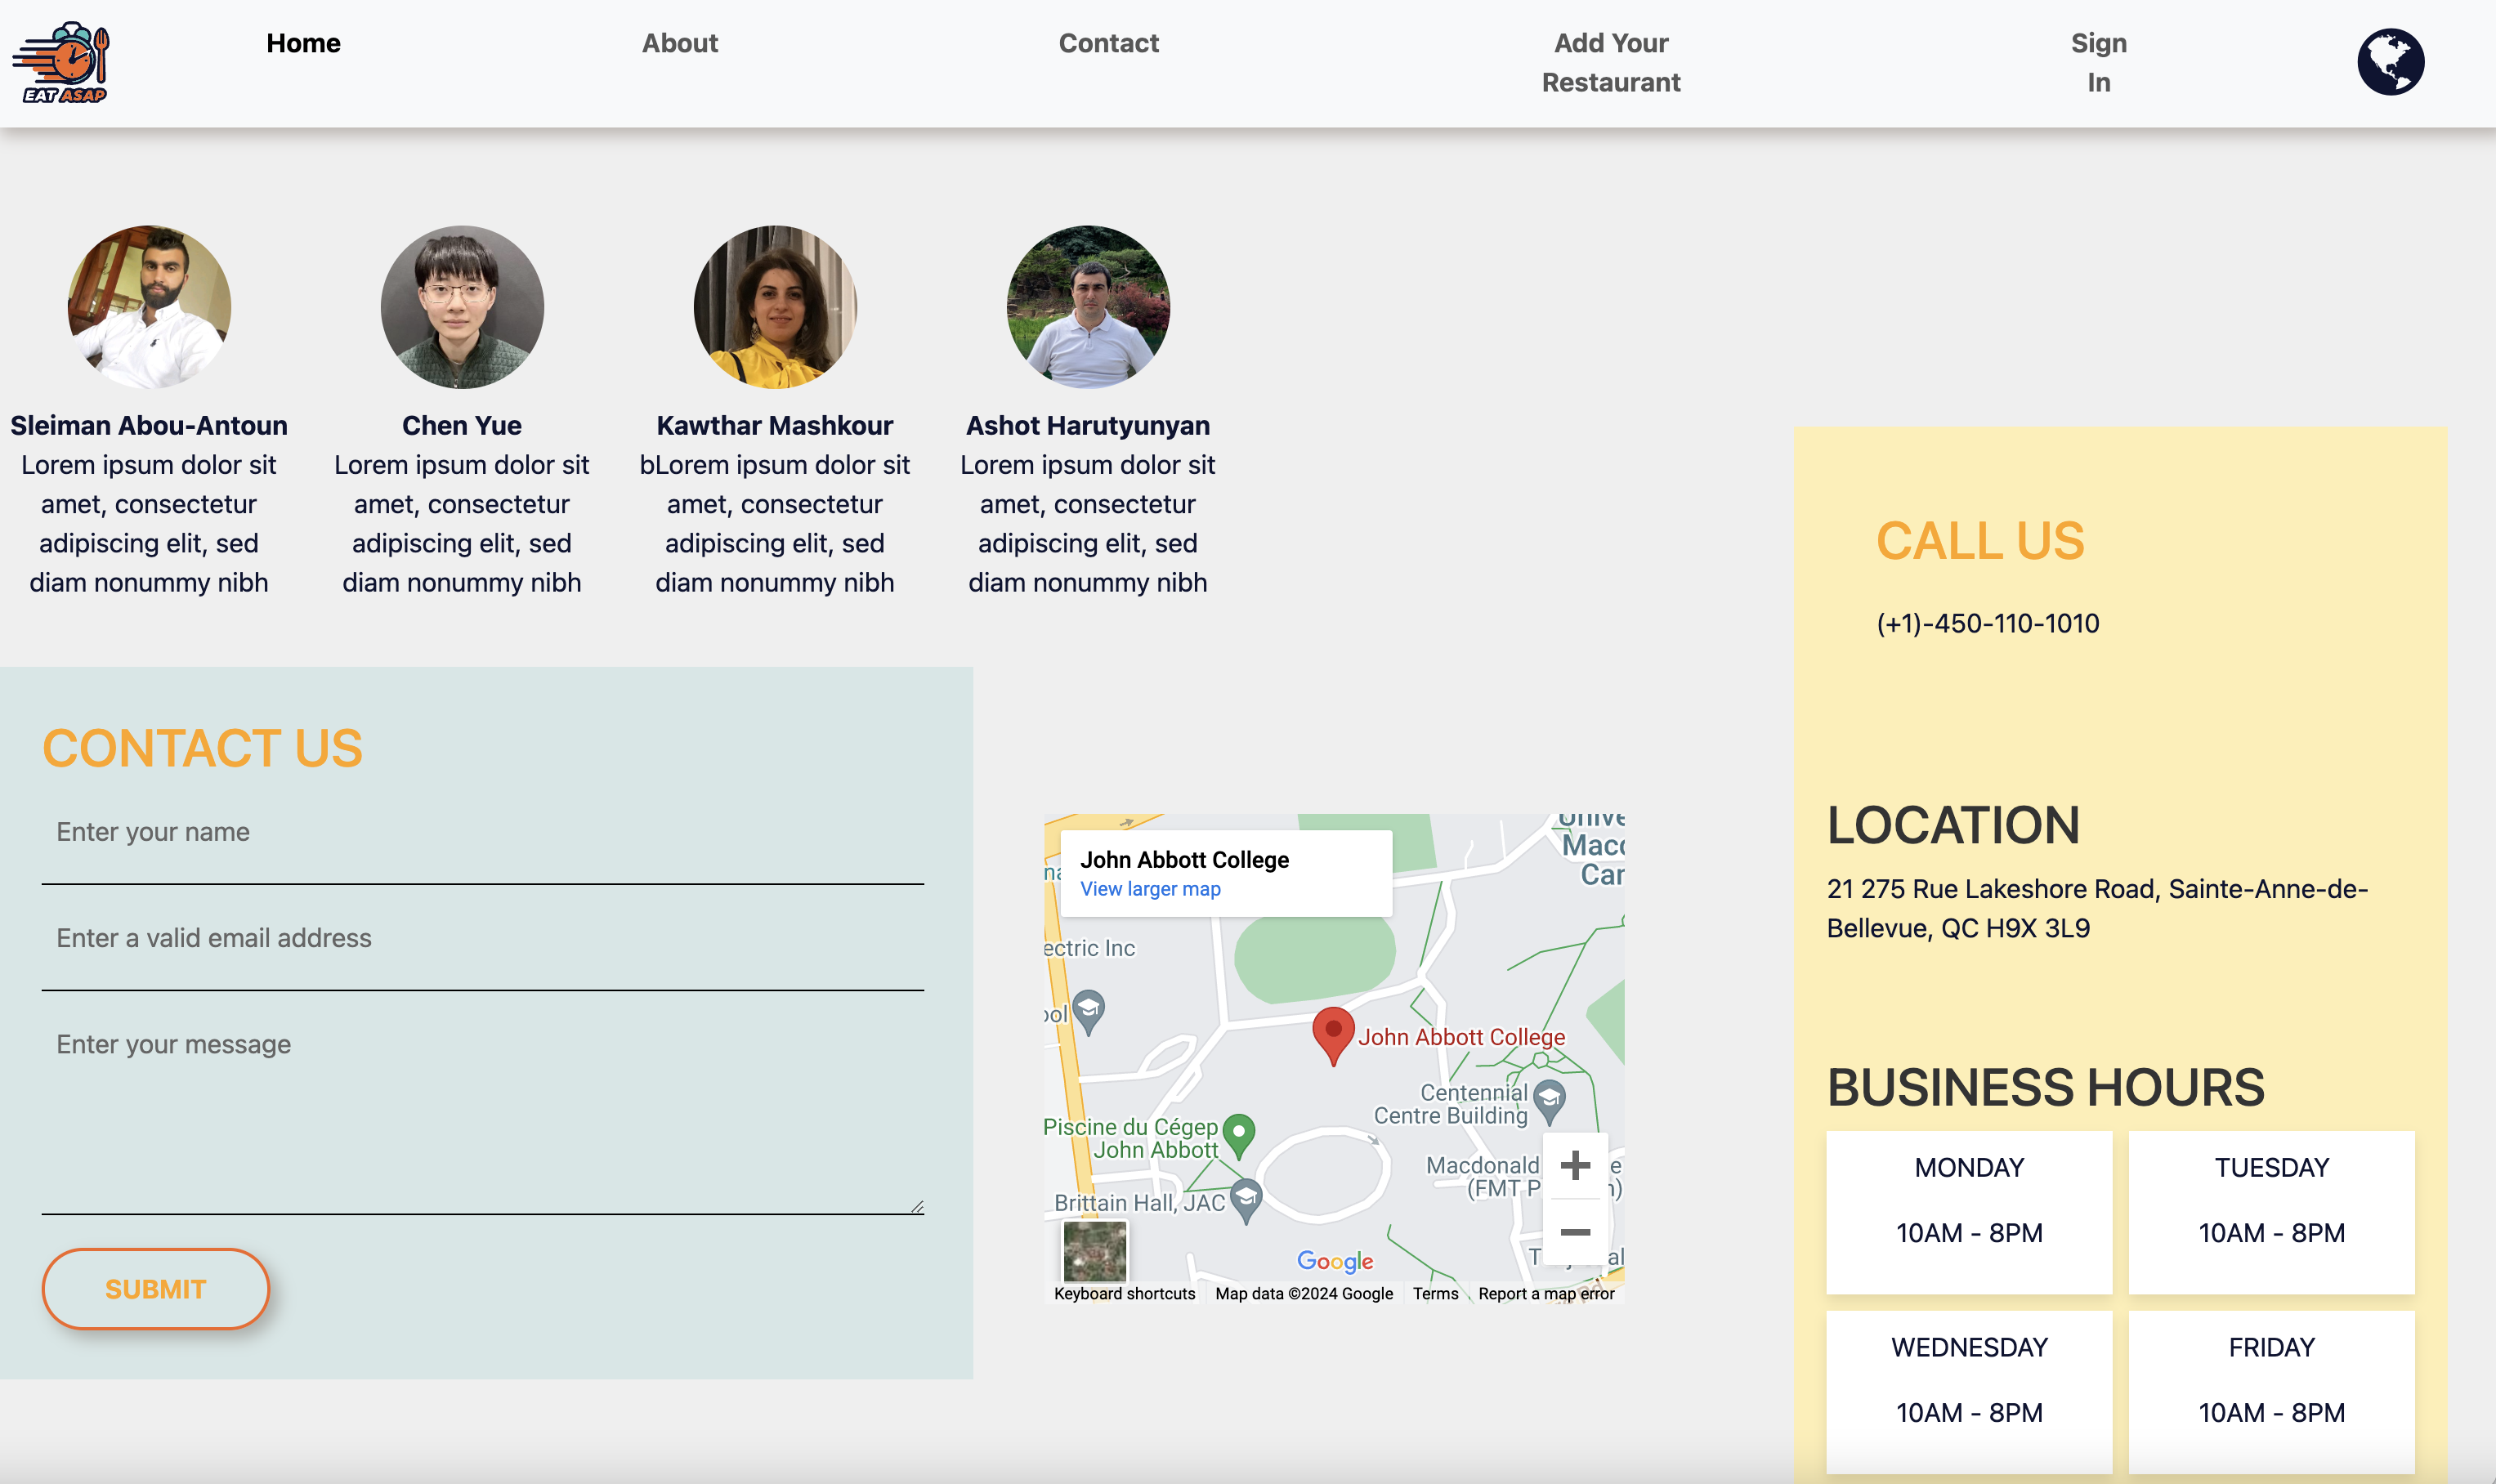 EAT ASAP
Home
About
Contact
Add Your
Restaurant
Sign
In
Sleiman Abou-Antoun
Lorem ipsum dolor sit
amet, consectetur
adipiscing elit, sed
diam nonummy nibh
Chen Yue
Lorem ipsum dolor sit
amet, consectetur
adipiscing elit, sed
diam nonummy nibh
Kawthar Mashkour
bLorem ipsum dolor sit
amet, consectetur
adipiscing elit, sed
diam nonummy nibh
Ashot Harutyunyan
Lorem ipsum dolor sit
amet, consectetur
adipiscing elit, sed
diam nonummy nibh
CONTACT US
Enter your name
Enter a valid email address
Enter your message
SUBMIT
John Abbott College
View larger map
ectric Inc
John Abbott College
Centennial
Centre Building
Piscine du Cégep
John Abbott
Macdonald
(FMT
Brittain Hall, JAC
Google
Keyboard shortcuts
Map data ©2024 Google
Terms
Report a map error
CALL US
(+1)-450-110-1010
LOCATION
21 275 Rue Lakeshore Road, Sainte-Anne-de-
Bellevue, QC H9X 3L9
BUSINESS HOURS
MONDAY
10AM - 8PM
TUESDAY
10AM - 8PM
WEDNESDAY
10AM - 8PM
FRIDAY
10AM - 8PM